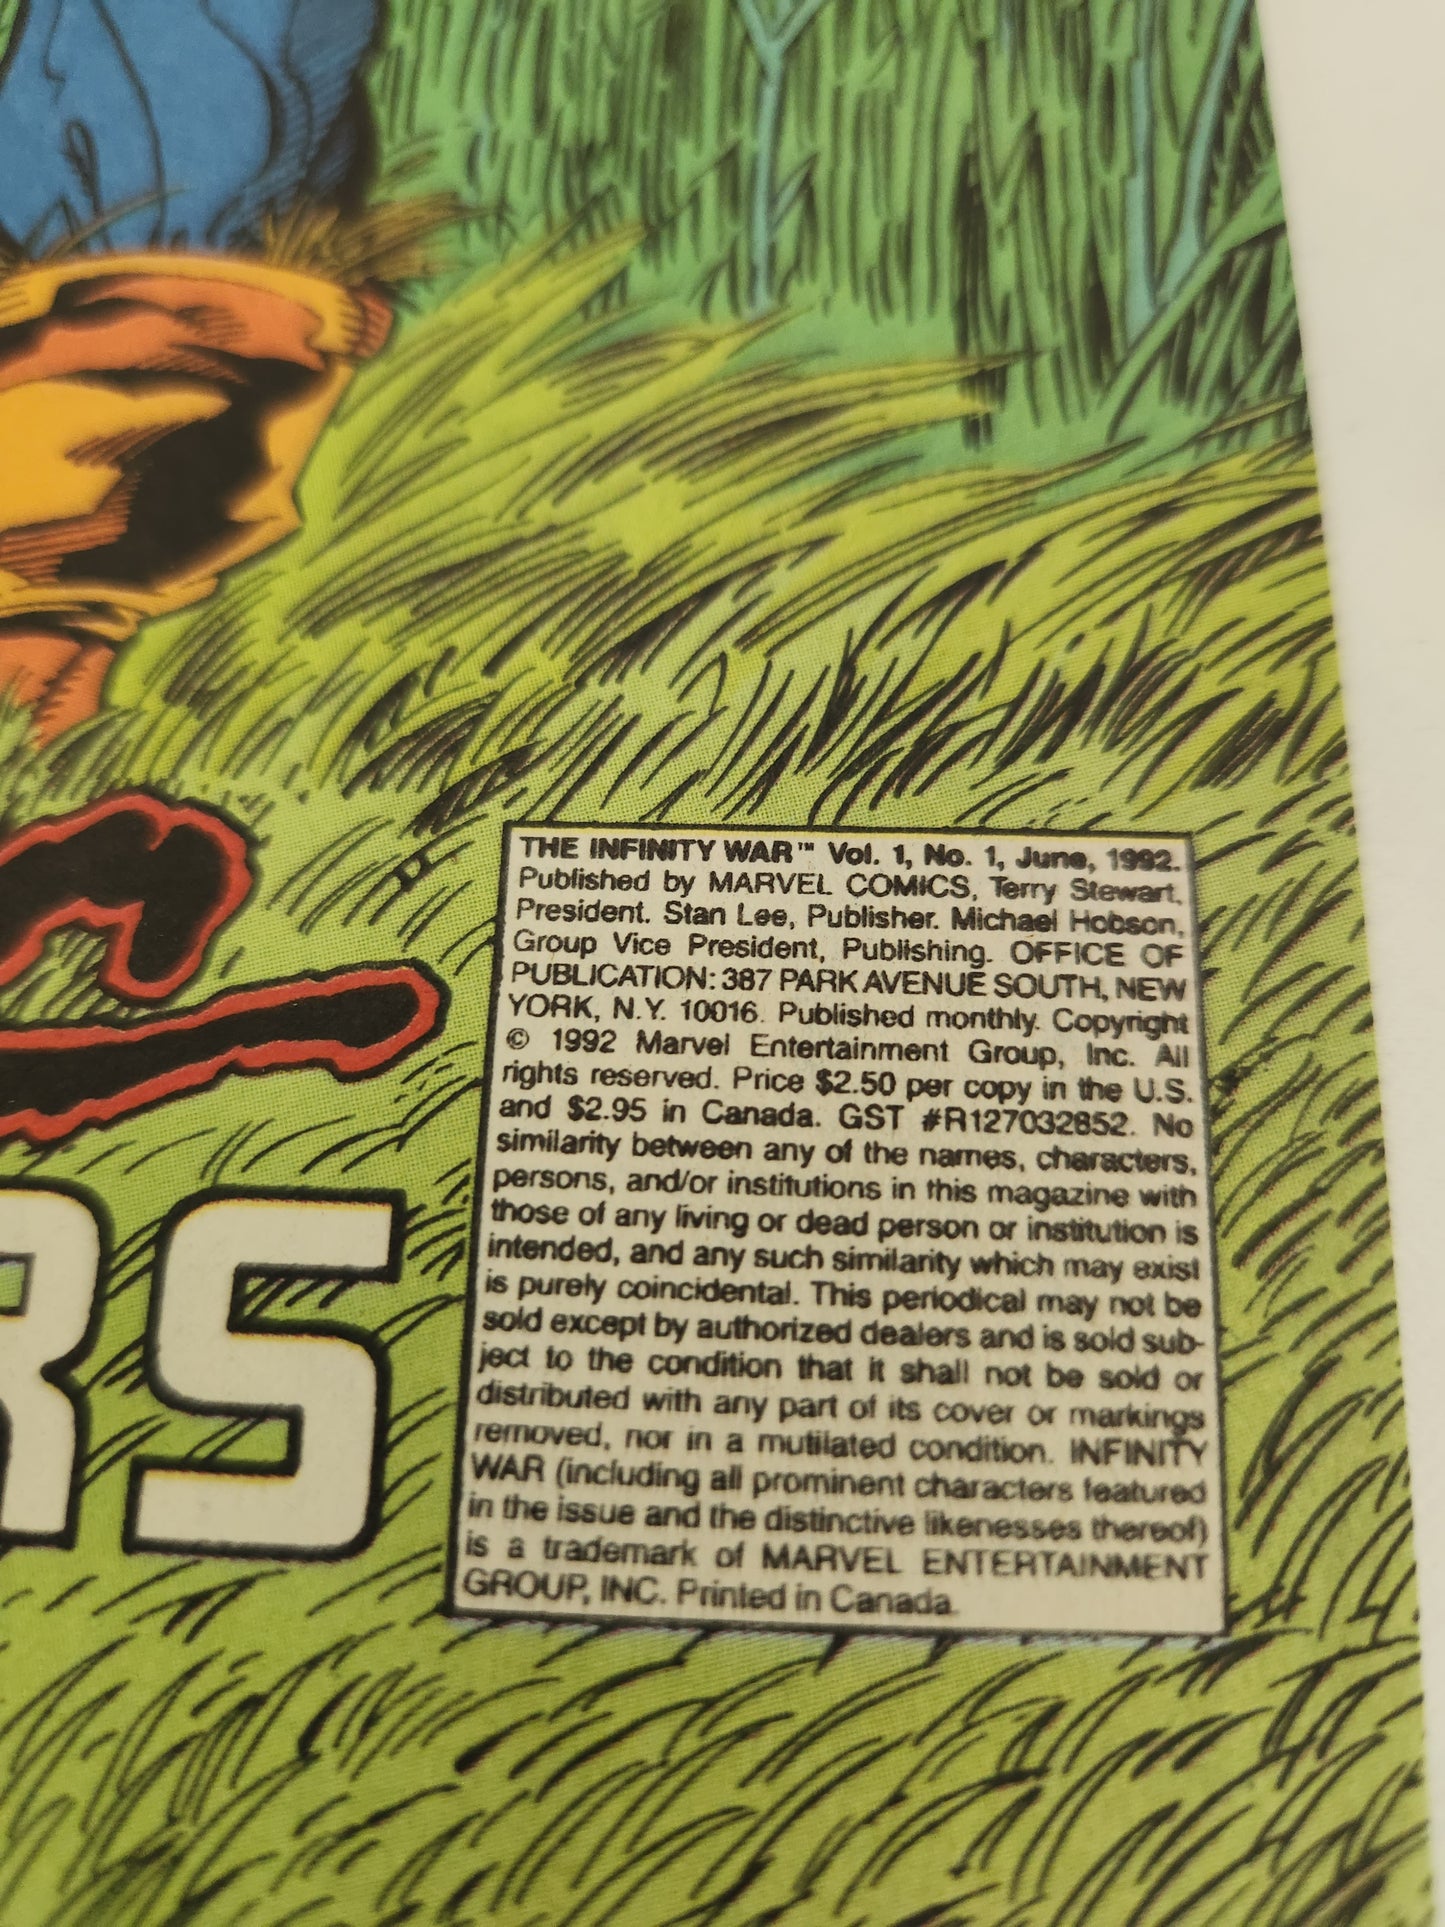 RS
THE INFINITY WAR™ Vol. 1, No. 1, June, 1992.
Published by MARVEL COMICS, Terry Stewart,
President. Stan Lee, Publisher. Michael Hobson,
Group Vice President, Publishing. OFFICE OF
PUBLICATION: 387 PARK AVENUE SOUTH, NEW
YORK, N.Y. 10016. Published monthly. Copyright
© 1992 Marvel Entertainment Group, Inc. All
rights reserved. Price $2.50 per copy in the U.S.
and $2.95 in Canada. GST #R127032852. No
similarity between any of the names, characters,
persons, and/or institutions in this magazine with
those of any living or dead person or institution is
intended, and any such similarity which may exist
is purely coincidental. This periodical may not be
sold except by authorized dealers and is sold sub-
ject to the condition that it shall not be sold or
distributed with any part of its cover or markings
removed, nor in a mutilated condition. INFINITY
WAR (including all prominent characters featured
in the issue and the distinctive likenesses thereof)
is a trademark of MARVEL ENTERTAINMENT
GROUP, INC. Printed in Canada.